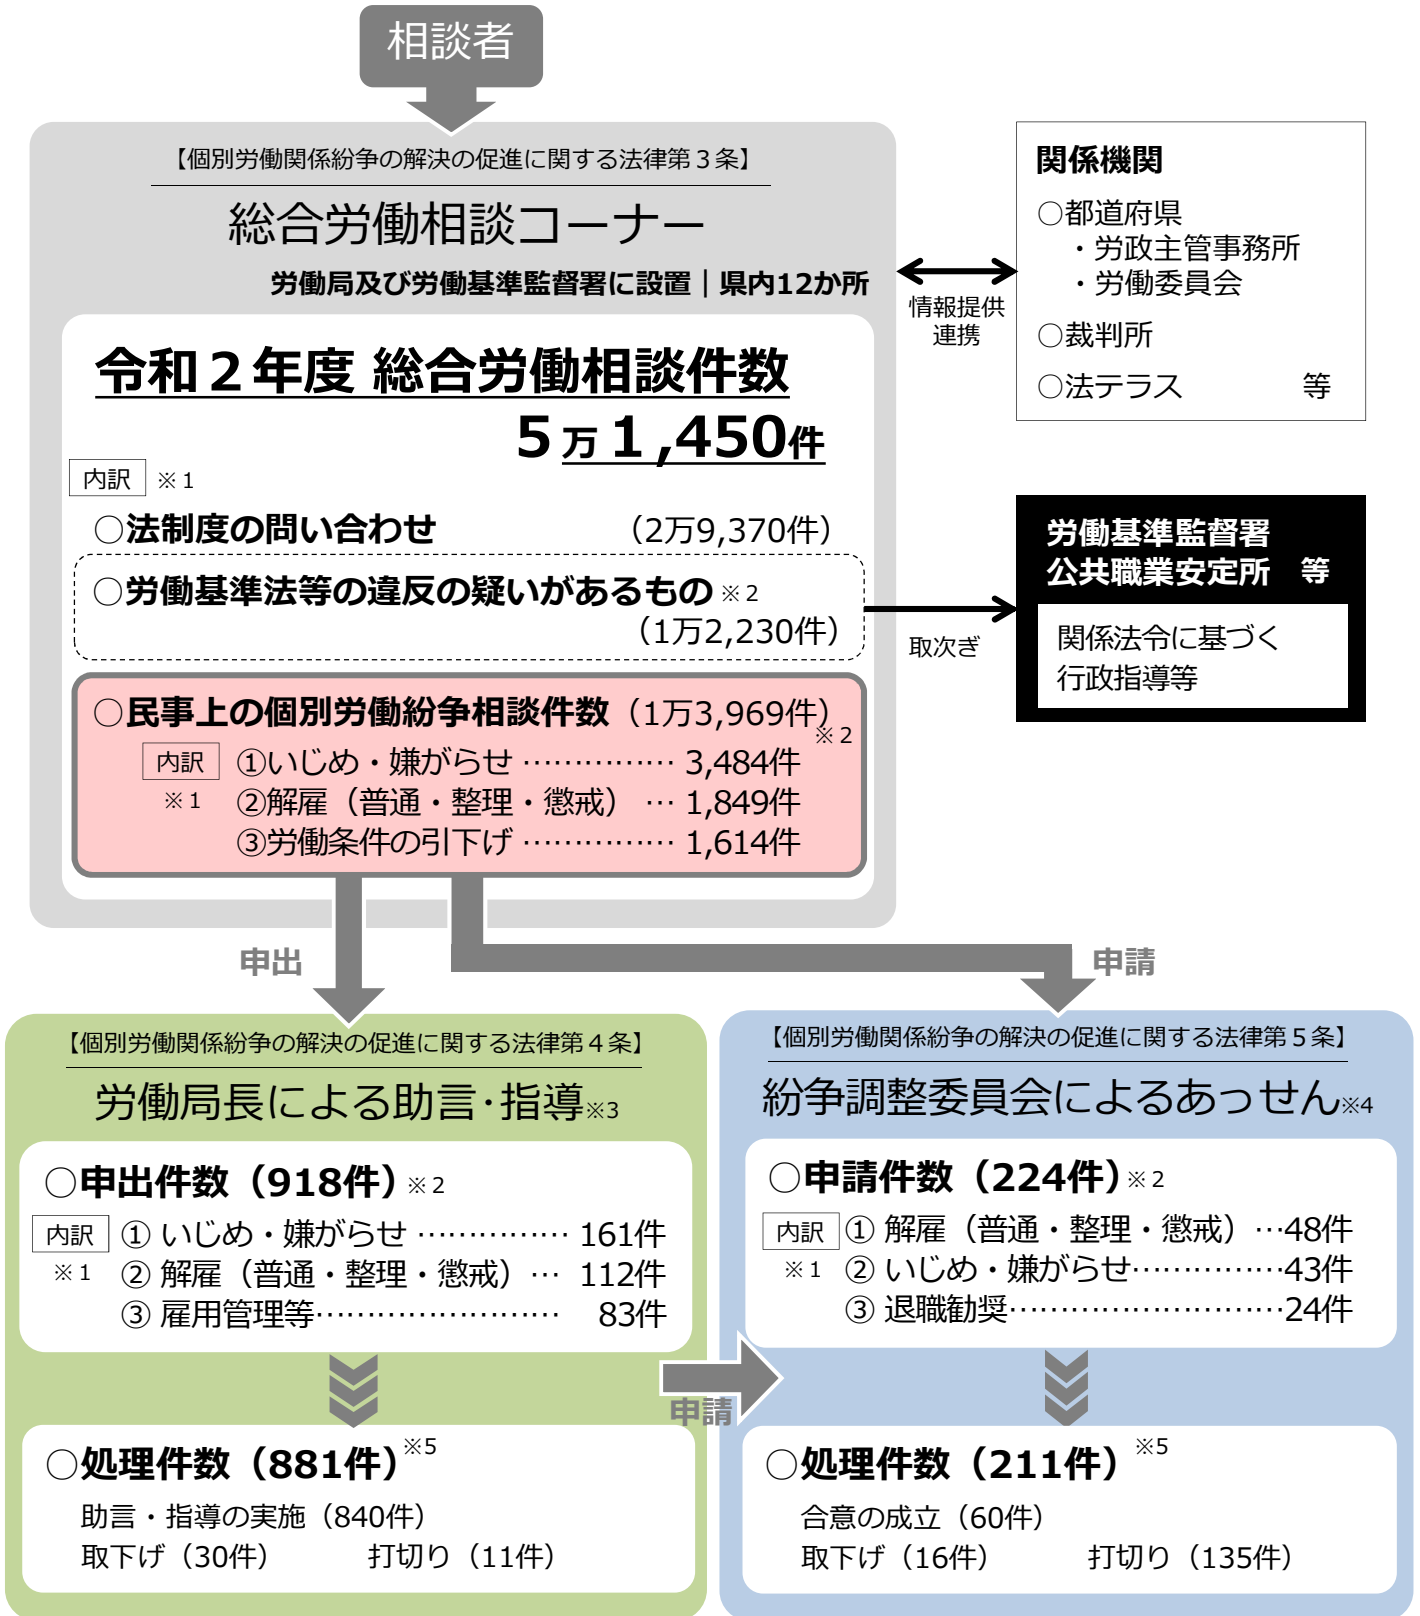 相談者
【個別労働関係紛争の解決の促進に関する法律第３条】
総合労働相談コーナー
労働局及び労働基準監督署に設置｜県内12か所
令和２年度 総合労働相談件数
５万１,450件
内訳 ※１
○法制度の問い合わせ （2万9,370件）
○労働基準法等の違反の疑いがあるもの※２
（1万2,230件）
○民事上の個別労働紛争相談件数（1万3,969件）
※２
内訳 ①いじめ・嫌がらせ …………… 3,484件
※１ ②解雇（普通・整理・懲戒） … 1,849件
③労働条件の引下げ …………… 1,614件
情報提供
連携
関係機関
○都道府県
・労政主管事務所
・労働委員会
○裁判所
○法テラス 等
取次ぎ
労働基準監督署
公共職業安定所 等
関係法令に基づく
行政指導等
申出
申請
【個別労働関係紛争の解決の促進に関する法律第４条】
労働局長による助言・指導※3
○申出件数（918件）※２
内訳 ① いじめ・嫌がらせ …………… 161件
※１ ② 解雇（普通・整理・懲戒）… 112件
③ 雇用管理等…………………… 83件
○処理件数（881件）※5
助言・指導の実施（840件）
取下げ（30件） 打切り（11件）
申請
【個別労働関係紛争の解決の促進に関する法律第５条】
紛争調整委員会によるあっせん※4
○申請件数（224件）※２
内訳 ① 解雇（普通・整理・懲戒）…48件
※１ ② いじめ・嫌がらせ……………43件
③ 退職勧奨………………………24件
○処理件数（211件）※5
合意の成立（60件）
取下げ（16件） 打切り（135件）